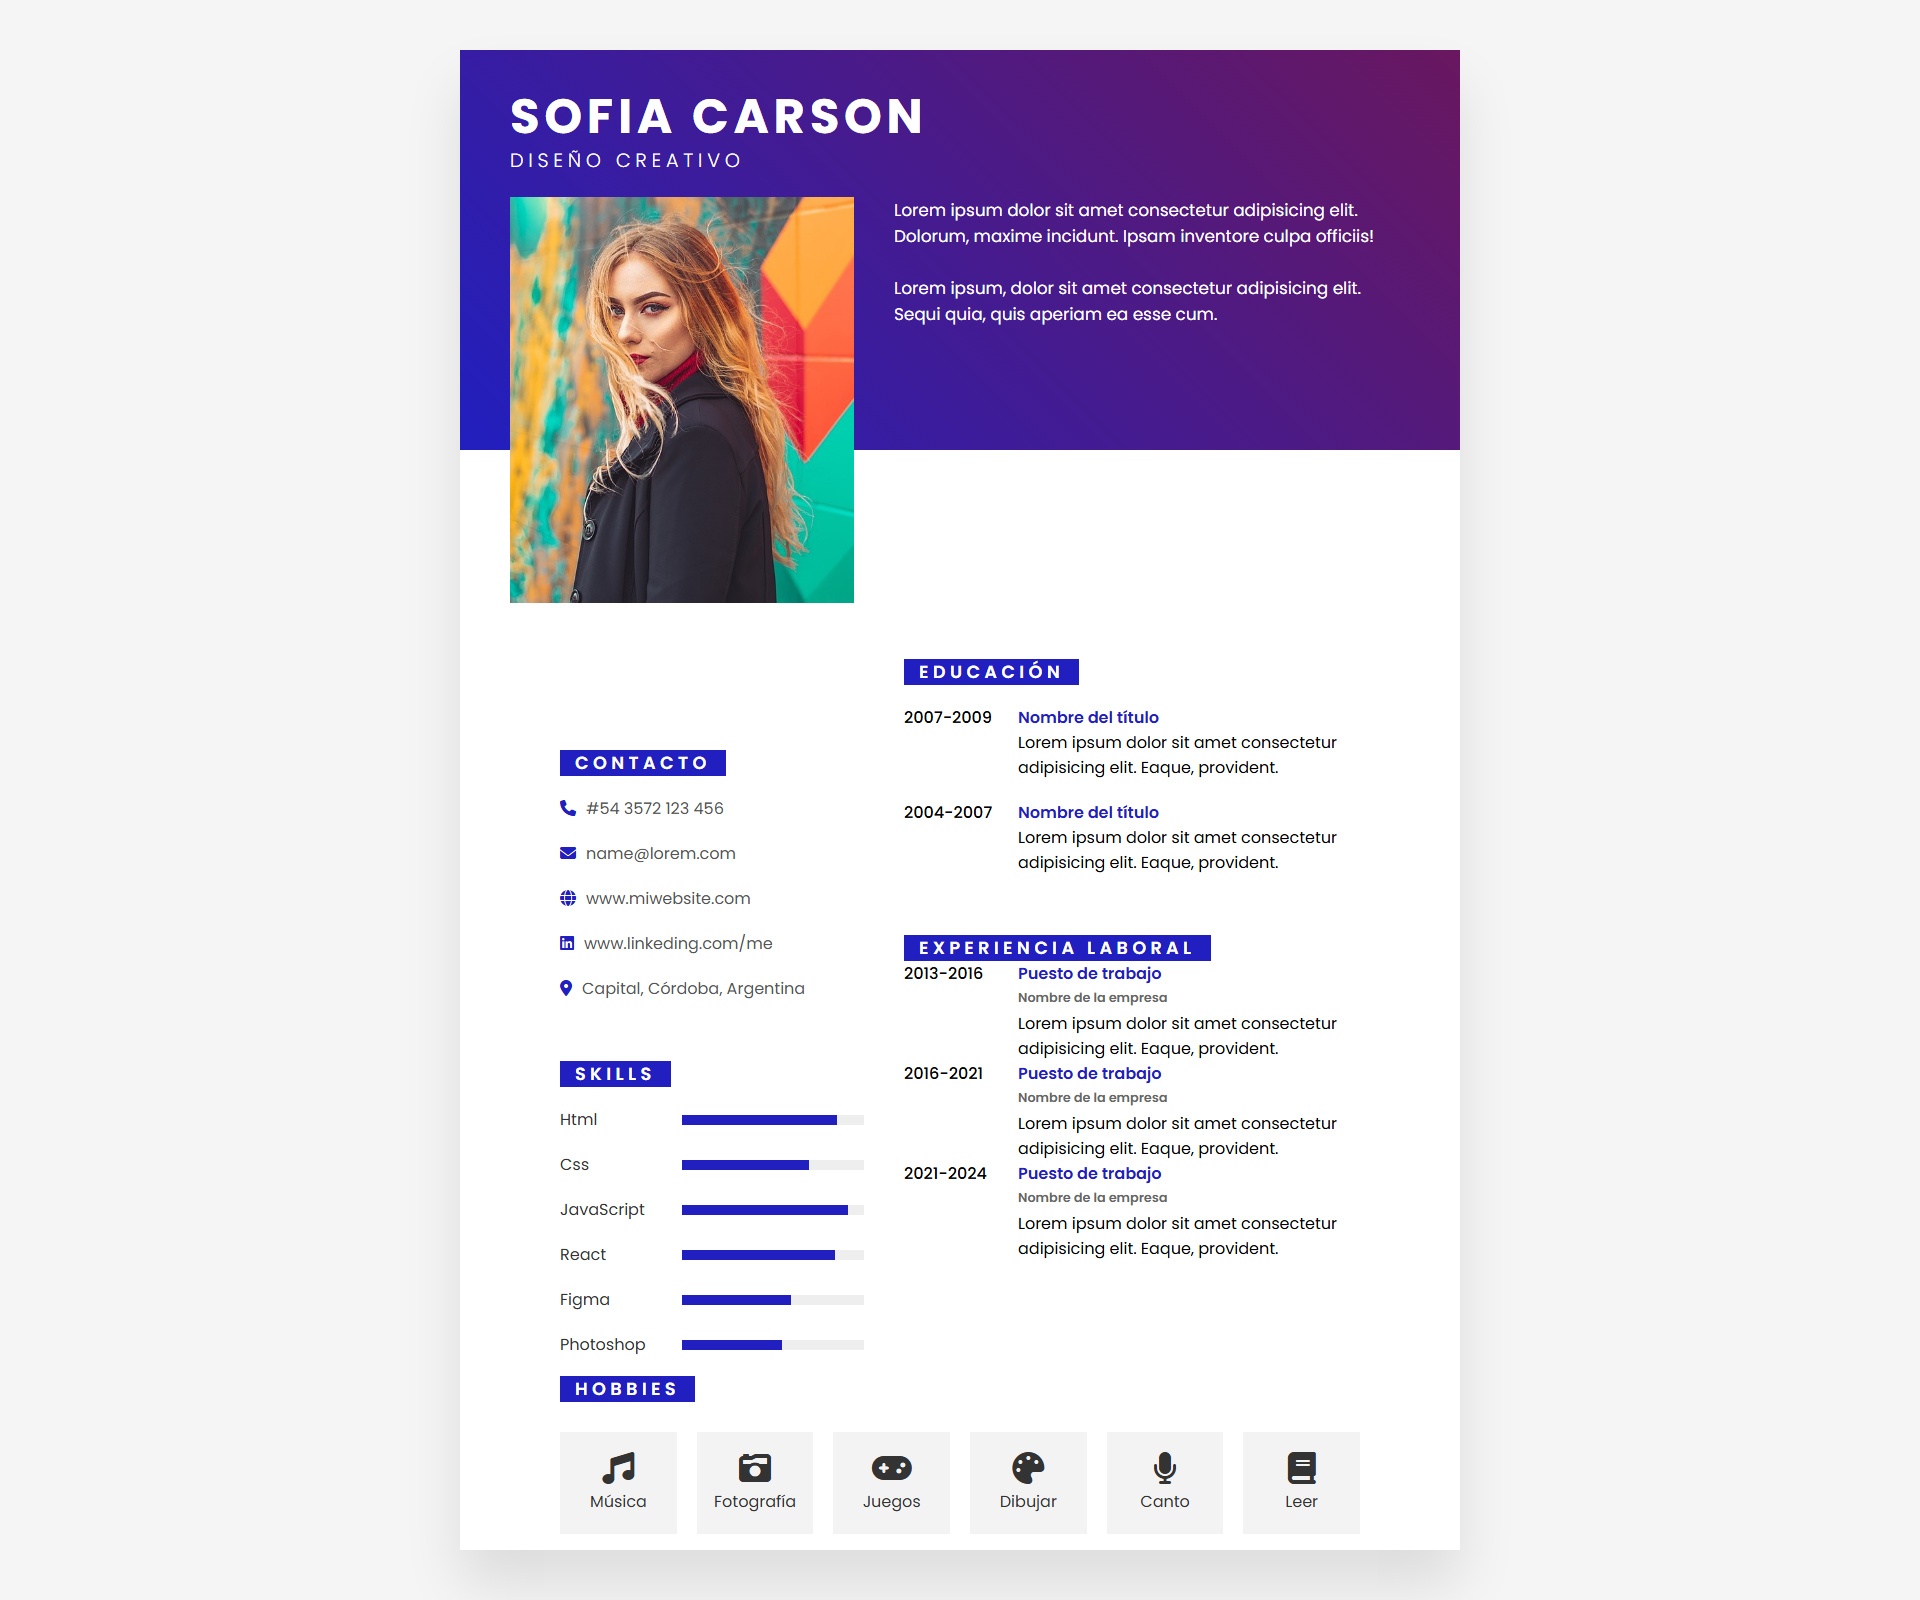 SOFIA CARSON
DISEÑO CREATIVO
Lorem ipsum dolor sit amet consectetur adipisicing elit.
Dolorum, maxime incidunt. Ipsam inventore culpa officiis!
Lorem ipsum, dolor sit amet consectetur adipisicing elit.
Sequi quia, quis aperiam ea esse cum.
CONTACTO
#54 3572 123 456
name@lorem.com
www.miwebsite.com
www.linkeding.com/me
Capital, Córdoba, Argentina
SKILLS
Html
Css
JavaScript
React
Figma
Photoshop
EDUCACIÓN
2007-2009 Nombre del título
Lorem ipsum dolor sit amet consectetur
adipisicing elit. Eaque, provident.
2004-2007 Nombre del título
Lorem ipsum dolor sit amet consectetur
adipisicing elit. Eaque, provident.
EXPERIENCIA LABORAL
2013-2016 Puesto de trabajo
Nombre de la empresa
Lorem ipsum dolor sit amet consectetur
adipisicing elit. Eaque, provident.
2016-2021 Puesto de trabajo
Nombre de la empresa
Lorem ipsum dolor sit amet consectetur
adipisicing elit. Eaque, provident.
2021-2024 Puesto de trabajo
Nombre de la empresa
Lorem ipsum dolor sit amet consectetur
adipisicing elit. Eaque, provident.
HOBBIES
Música
Fotografía
Juegos
Dibujar
Canto
Leer